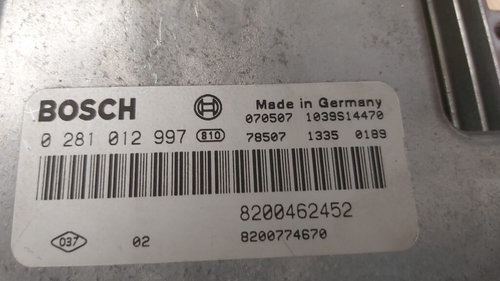 BOSCH
Made in Germany
070507 1039S14470
0 281 012 997 810 78507 1335 0189
8200462452
037 02 8200774670